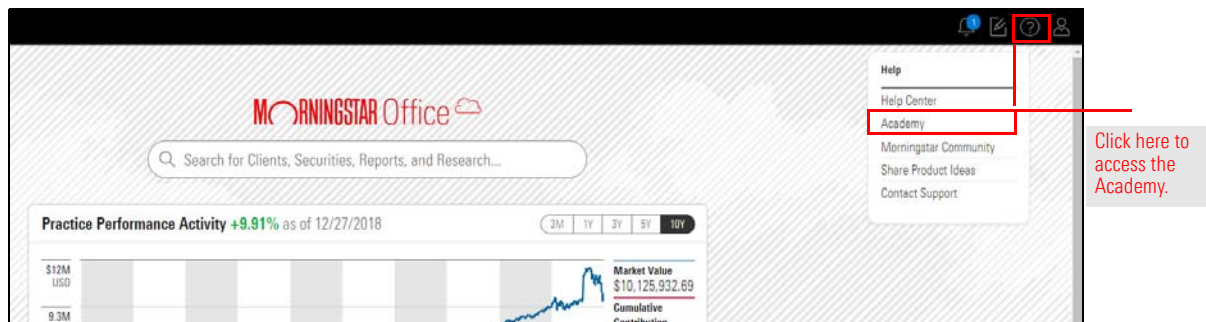 1
Help
Help Center
Academy
Morningstar Community
Share Product Ideas
Contact Support
Click here to
access the
Academy.
MORNINGSTAR Office
Search for Clients, Securities, Reports, and Research...
Practice Performance Activity +9.91% as of 12/27/2018
3M 1Y 3Y 5Y 10Y
$12M
USD
9.3M
Market Value
$10,125,932.69
Cumulative
Contribution